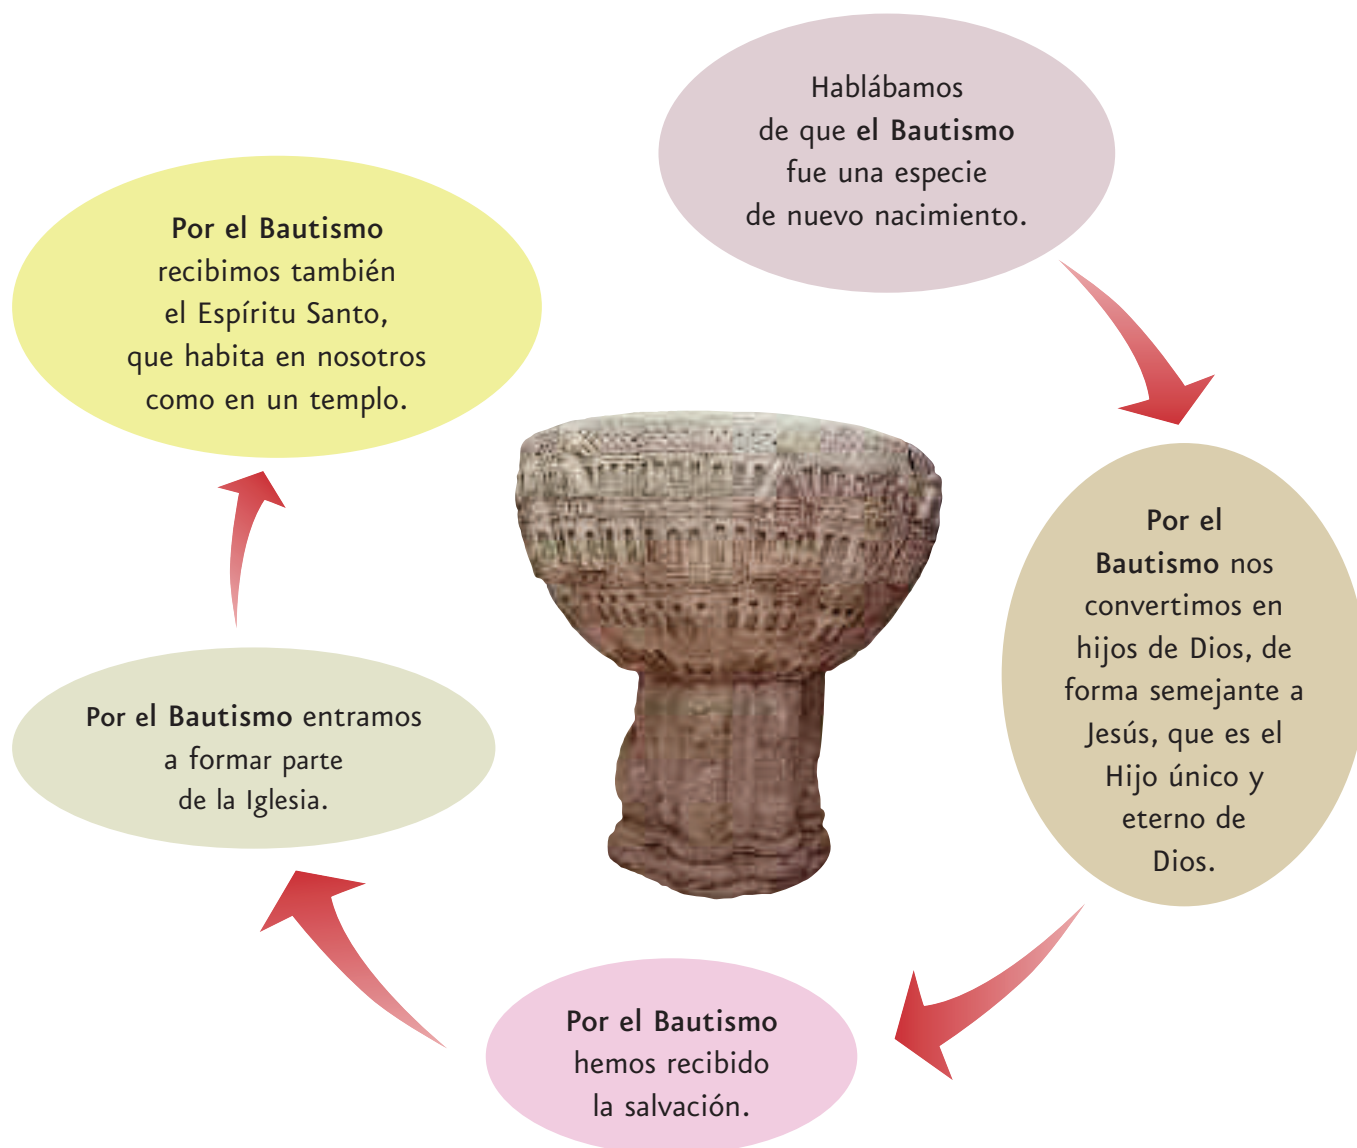 Hablábamos
de que el Bautismo
fue una especie
de nuevo nacimiento.
Por el
Bautismo nos
convertimos en
hijos de Dios, de
forma semejante a
Jesús, que es el
Hijo único y
eterno de
Dios.
Por el Bautismo
hemos recibido
la salvación.
Por el Bautismo entramos
a formar parte
de la Iglesia.
Por el Bautismo
recibimos también
el Espíritu Santo,
que habita en nosotros
como en un templo.